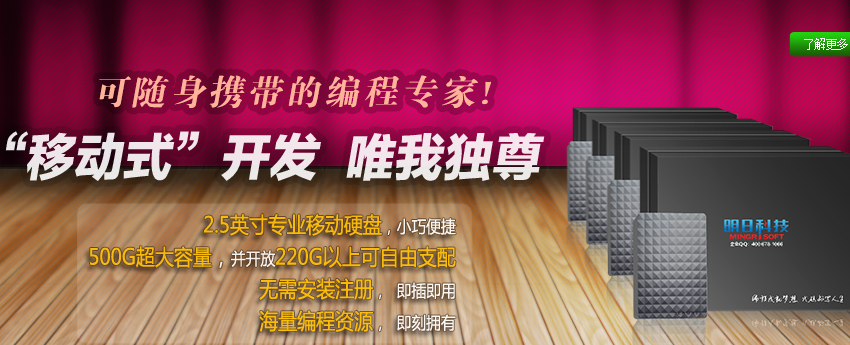 了解更多
可随身携带的编程专家!
“移动式”开发 唯我独尊
2.5英寸专业移动硬盘，小巧便捷
500G超大容量，并开放220G以上可自由支配
无需安装注册， 即插即用
海量编程资源， 即刻拥有
明日科技
MINGRISOFT